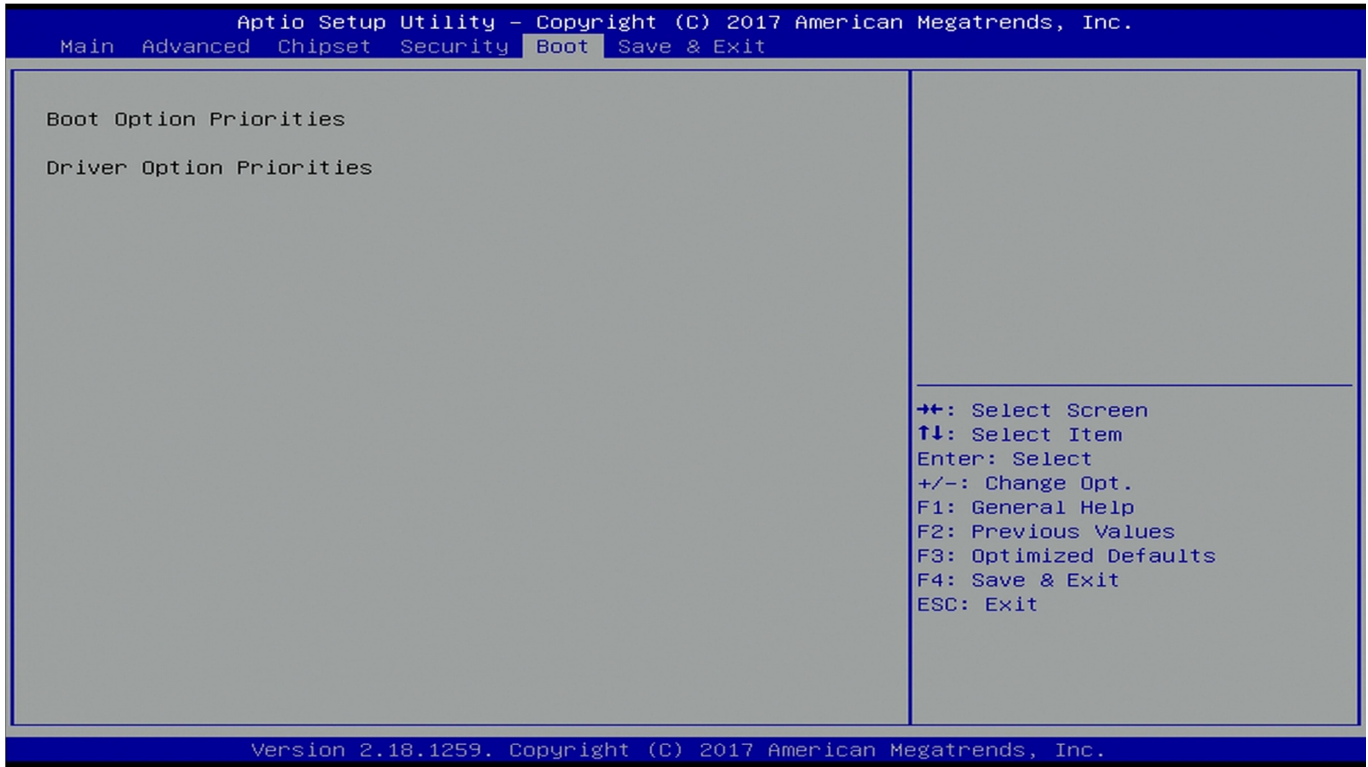 Aptio Setup Utility – Copyright (C) 2017 American Megatrends, Inc.
Main Advanced Chipset Security Boot Save & Exit
Boot Option Priorities
Driver Option Priorities
→←: Select Screen
↑↓: Select Item
Enter: Select
+/-: Change Opt.
F1: General Help
F2: Previous Values
F3: Optimized Defaults
F4: Save & Exit
ESC: Exit
Version 2.18.1259. Copyright (C) 2017 American Megatrends, Inc.